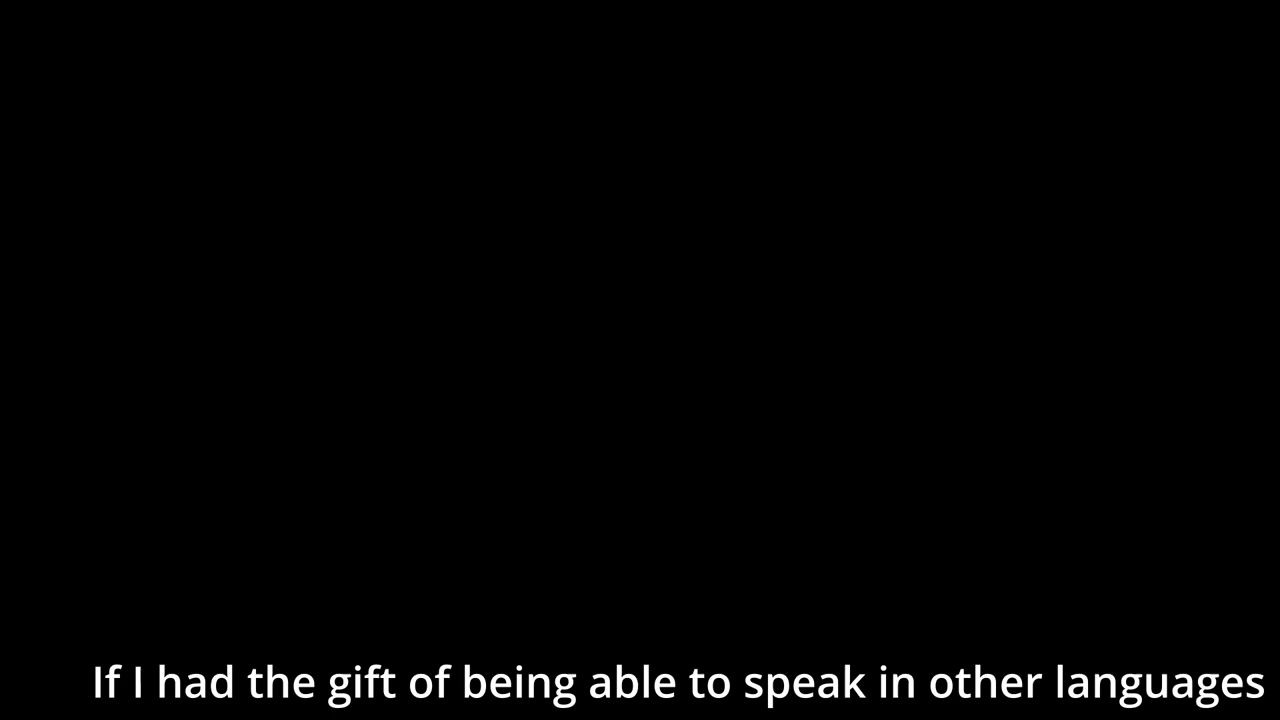 If I had the gift of being able to speak in other languages